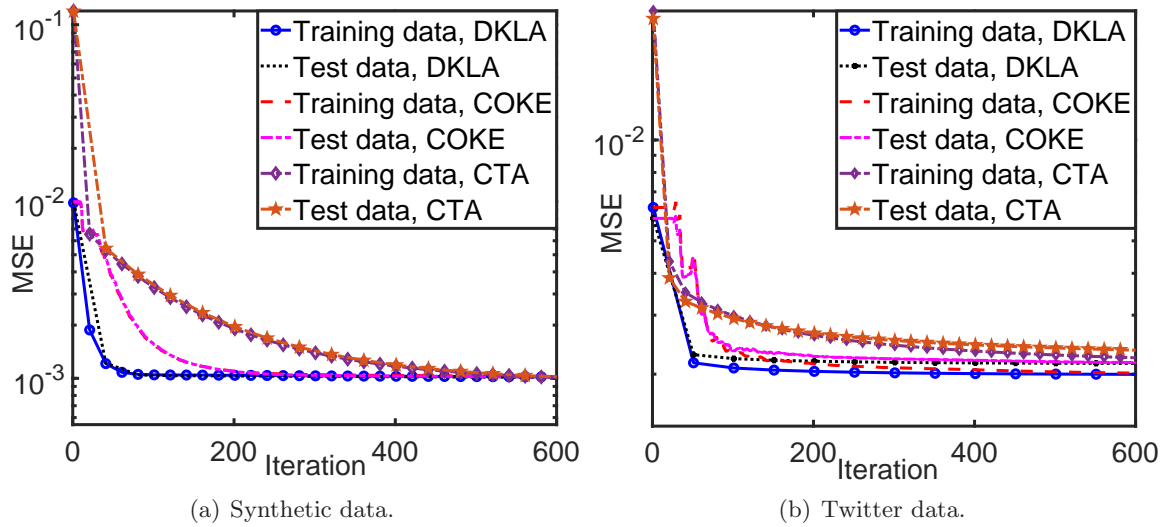 10^-1
10^-2
10^-3
MSE
0
200
400
600
Iteration
Training data, DKLA
Test data, DKLA
Training data, COKE
Test data, COKE
Training data, CTA
Test data, CTA
(a) Synthetic data.
10^-2
MSE
0
200
400
600
Iteration
Training data, DKLA
Test data, DKLA
Training data, COKE
Test data, COKE
Training data, CTA
Test data, CTA
(b) Twitter data.